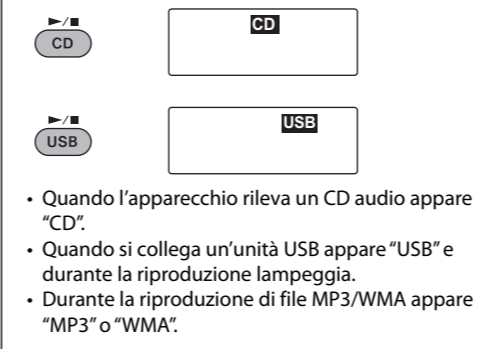 ►/■
CD
CD
►/■
USB
USB
• Quando l'apparecchio rileva un CD audio appare
"CD".
• Quando si collega un'unità USB appare "USB" e
durante la riproduzione lampeggia.
• Durante la riproduzione di file MP3/WMA appare
"MP3" o "WMA".